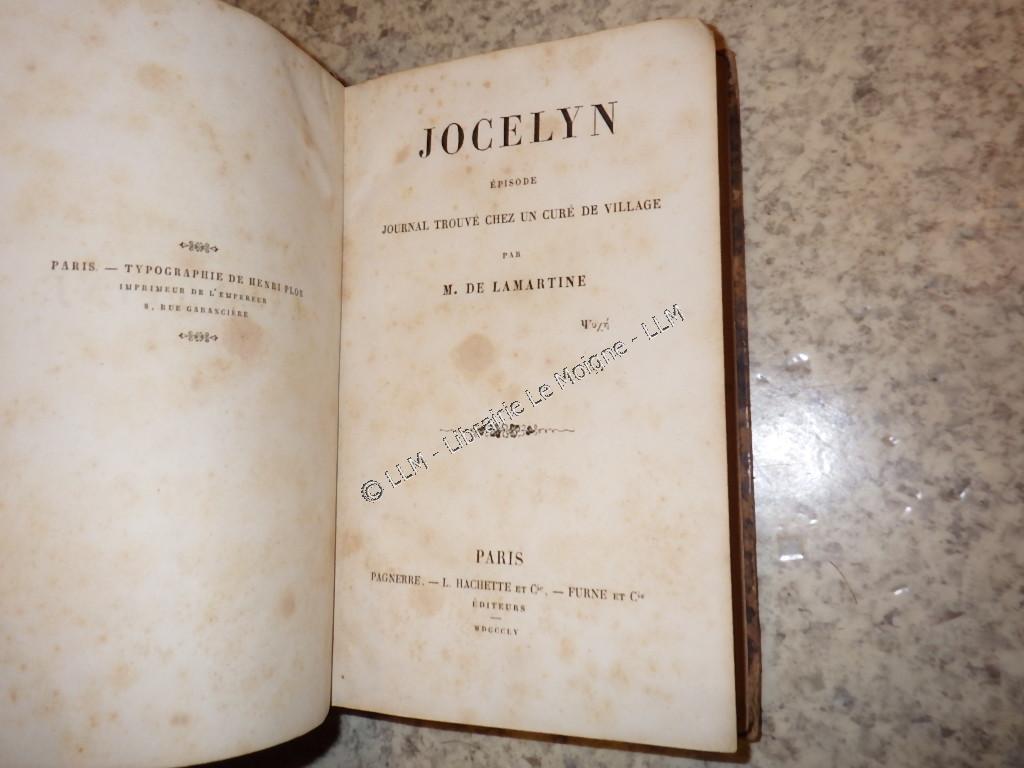 PARIS. — TYPOGRAPHIE DE HENRI PLON
IMPRIMEUR DE L'EMPEREUR
8, RUE GARANCIÈRE
JOCELYN
ÉPISODE
JOURNAL TROUVÉ CHEZ UN CURÉ DE VILLAGE
PAR
M. DE LAMARTINE
Ψυχή
PARIS
PAGNERRE, — L. HACHETTE ET Cie, — FURNE ET Cie
ÉDITEURS
MDCCCLV
© LLM - Librairie Le Moigne - LLM